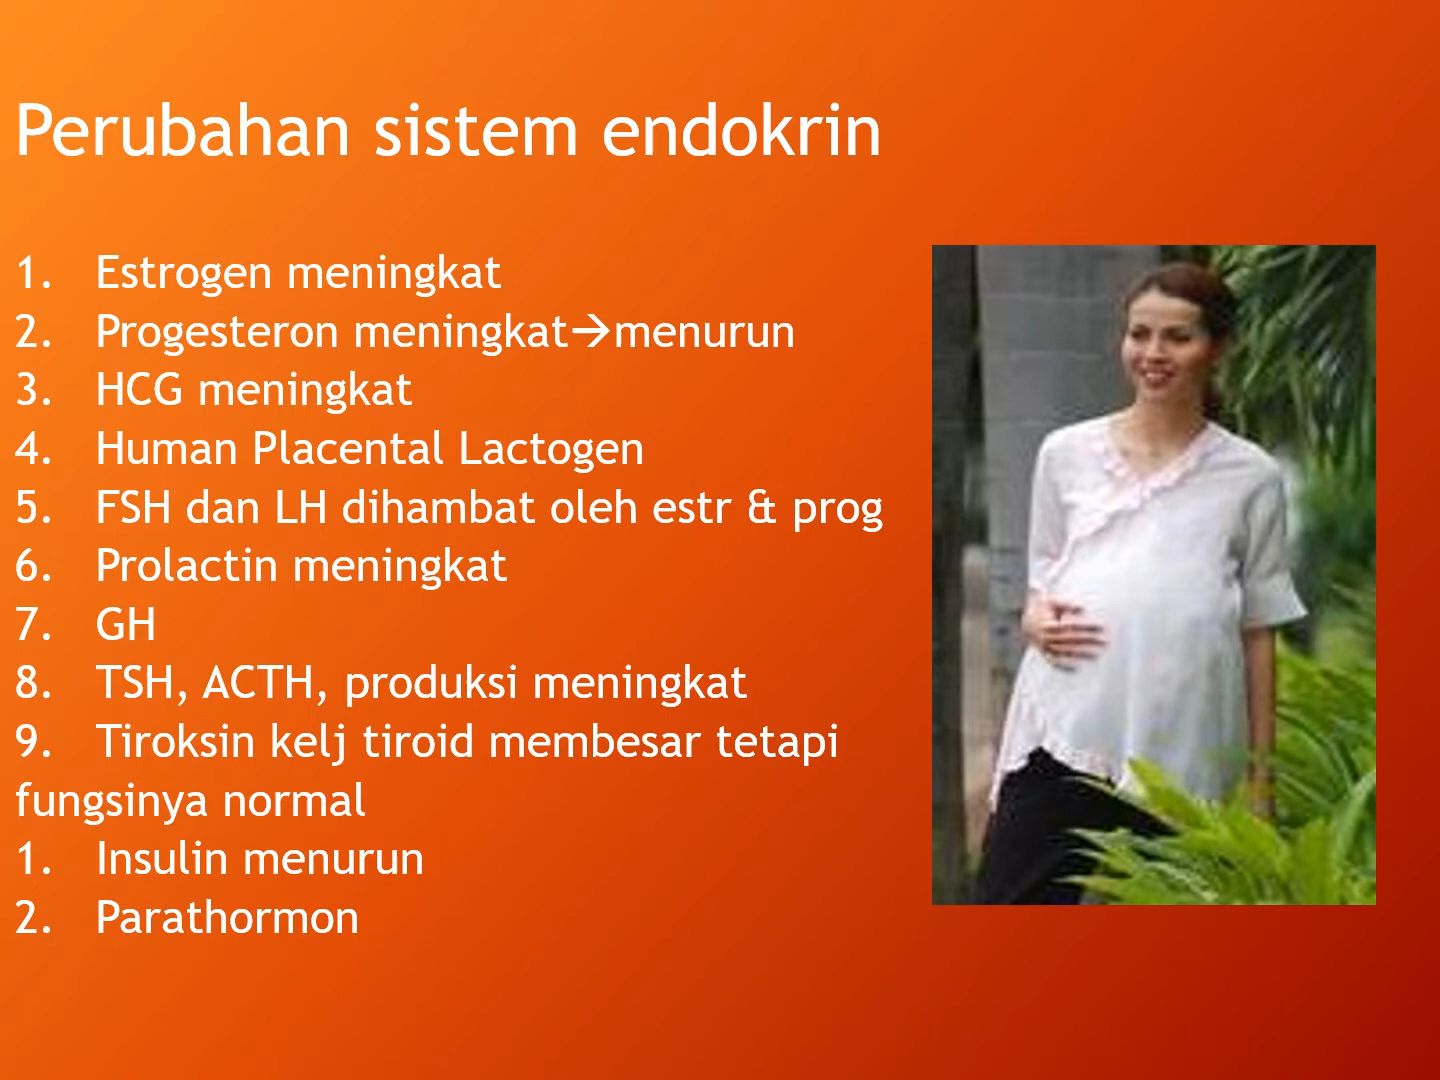 Perubahan sistem endokrin
1. Estrogen meningkat
2. Progesteron meningkat→menurun
3. HCG meningkat
4. Human Placental Lactogen
5. FSH dan LH dihambat oleh estr & prog
6. Prolactin meningkat
7. GH
8. TSH, ACTH, produksi meningkat
9. Tiroksin kelj tiroid membesar tetapi
fungsinya normal
1. Insulin menurun
2. Parathormon